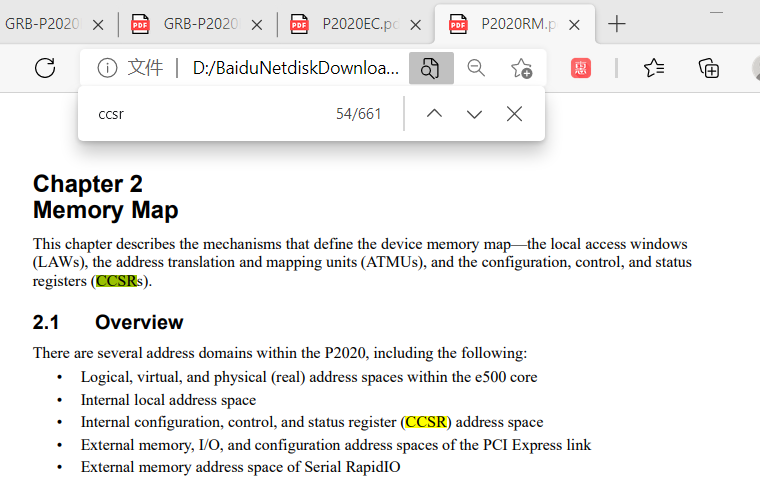 GRB-P2020
GRB-P2020
P2020EC.pc
P2020RM.p
文件
D:/BaiduNetdiskDownloa...
惠
ccsr
54/661
Chapter 2
Memory Map
This chapter describes the mechanisms that define the device memory map—the local access windows
(LAWs), the address translation and mapping units (ATMUs), and the configuration, control, and status
registers (CCSRs).
2.1 Overview
There are several address domains within the P2020, including the following:
• Logical, virtual, and physical (real) address spaces within the e500 core
• Internal local address space
• Internal configuration, control, and status register (CCSR) address space
• External memory, I/O, and configuration address spaces of the PCI Express link
• External memory address space of Serial RapidIO